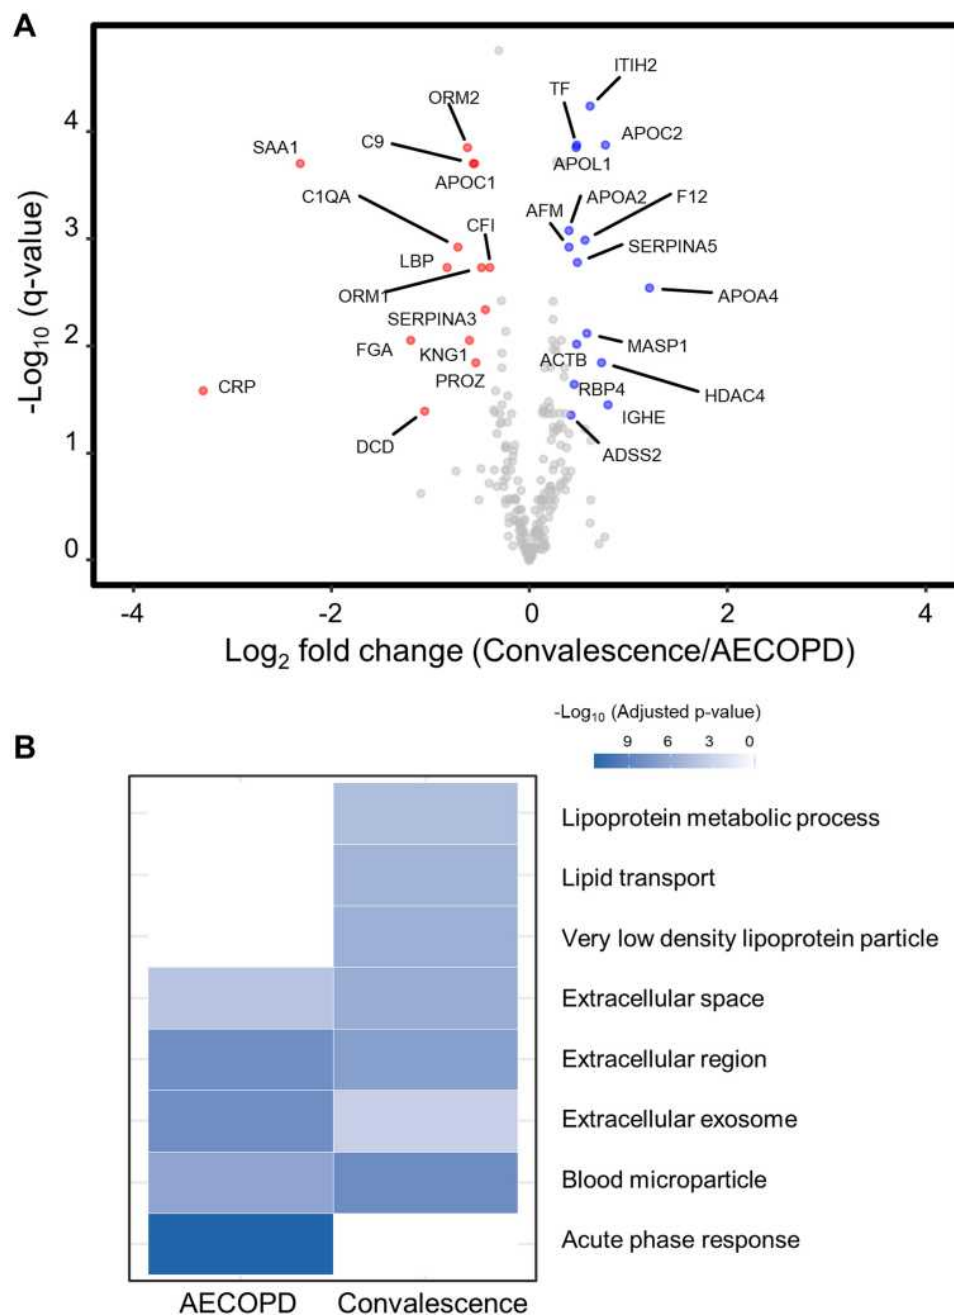 A
ITIH2
TF
ORM2
APOC2
C9
SAA1
APOL1
APOC1
C1QA
APOA2
F12
AFM
CFI
SERPINA5
LBP
ORM1
APOA4
SERPINA3
MASP1
FGA
KNG1
ACTB
PROZ
RBP4
HDAC4
CRP
IGHE
DCD
ADSS2
4
3
2
1
0
-Log10 (q-value)
-4 -2 0 2 4
Log2 fold change (Convalescence/AECOPD)
-Log10 (Adjusted p-value)
9 6 3 0
B
Lipoprotein metabolic process
Lipid transport
Very low density lipoprotein particle
Extracellular space
Extracellular region
Extracellular exosome
Blood microparticle
Acute phase response
AECOPD Convalescence